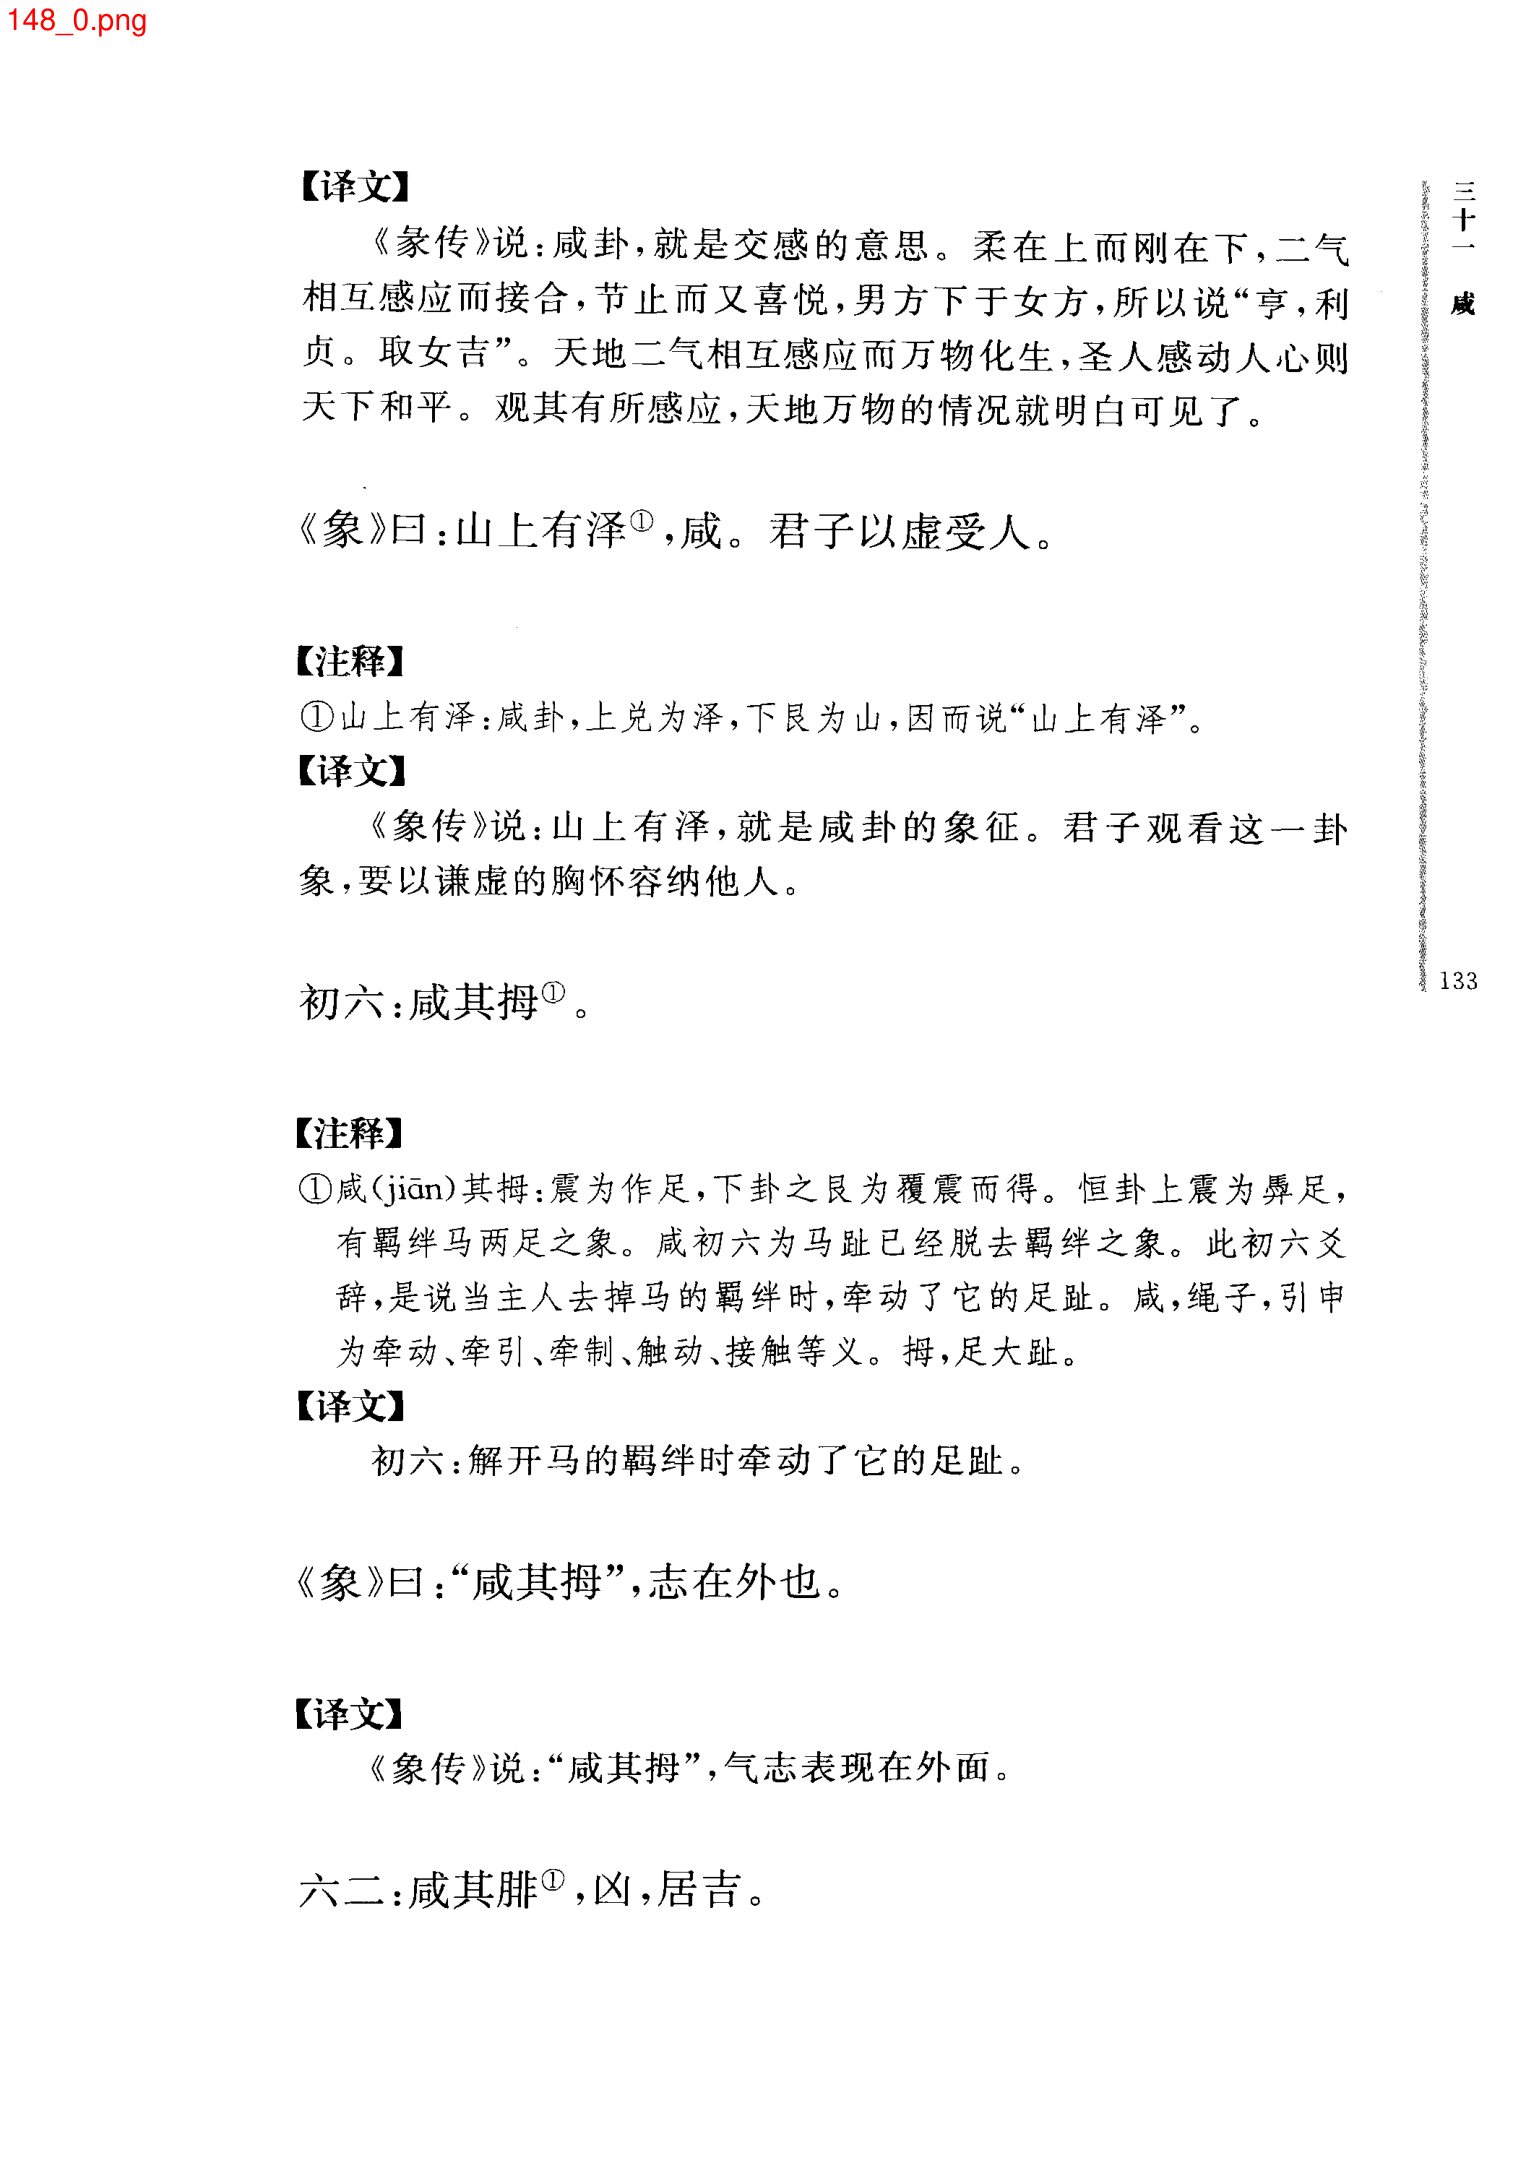 148_0.png
【译文】
《彖传》说:咸卦,就是交感的意思。柔在上而刚在下,二气
相互感应而接合,节止而又喜悦,男方下于女方,所以说“亨,利
贞。取女吉”。天地二气相互感应而万物化生,圣人感动人心则
天下和平。观其有所感应,天地万物的情况就明白可见了。
《象》曰:山上有泽①,咸。君子以虚受人。
【注释】
①山上有泽:咸卦,上兑为泽,下艮为山,因而说“山上有泽”。
【译文】
《象传》说:山上有泽,就是咸卦的象征。君子观看这一卦
象,要以谦虚的胸怀容纳他人。
初六:咸其拇①。
【注释】
①咸(jiān)其拇:震为作足,下卦之艮为覆震而得。恒卦上震为馵足,
有羁绊马两足之象。咸初六为马趾已经脱去羁绊之象。此初六爻
辞,是说当主人去掉马的羁绊时,牵动了它的足趾。咸,绳子,引申
为牵动、牵引、牵制、触动、接触等义。拇,足大趾。
【译文】
初六:解开马的羁绊时牵动了它的足趾。
《象》曰:“咸其拇”,志在外也。
【译文】
《象传》说:“咸其拇”,气志表现在外面。
六二:咸其腓①,凶,居吉。
三十一 咸
133